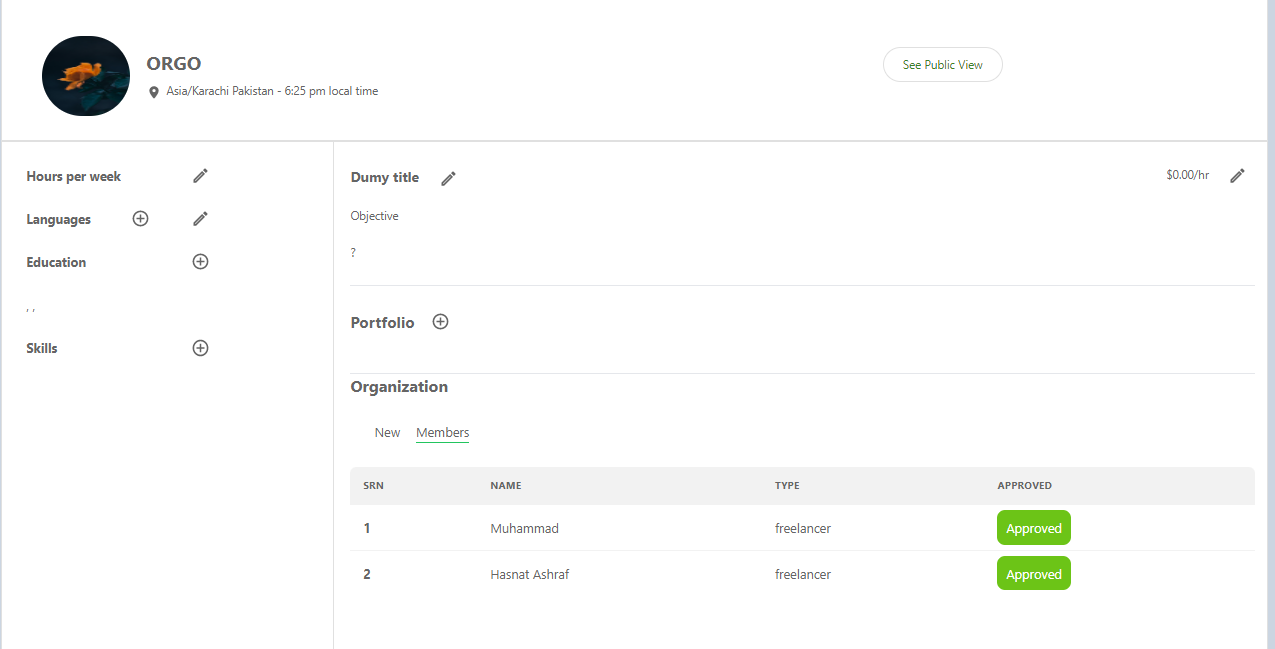 ORGO
Asia/Karachi Pakistan - 6:25 pm local time
See Public View
Hours per week
Languages
Education
, ,
Skills
Dumy title
$0.00/hr
Objective
?
Portfolio
Organization
New Members
SRN NAME TYPE APPROVED
1 Muhammad freelancer Approved
2 Hasnat Ashraf freelancer Approved